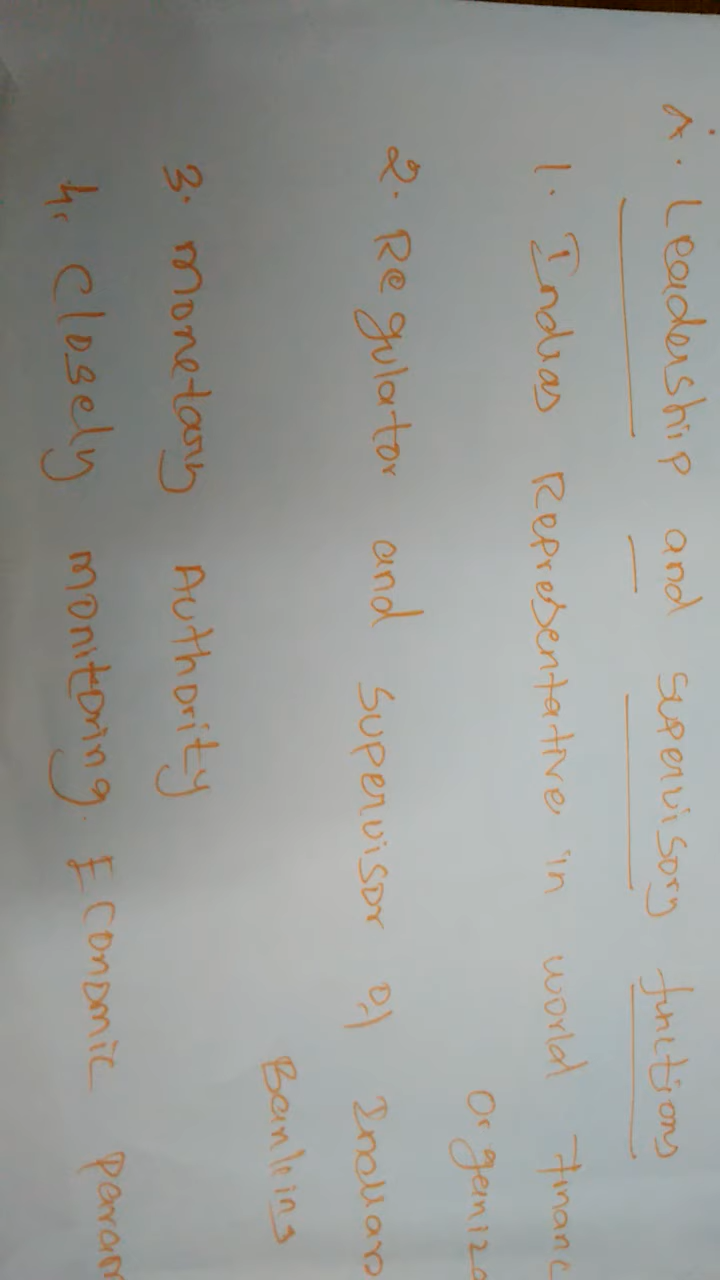 i. Leadership and supervisory functions
1. Indias Representative in world Financ
Organiza
2. Regulator and Supervisor of Indian
Banking
3. monetary Authority
4. closely monitoring Economic param